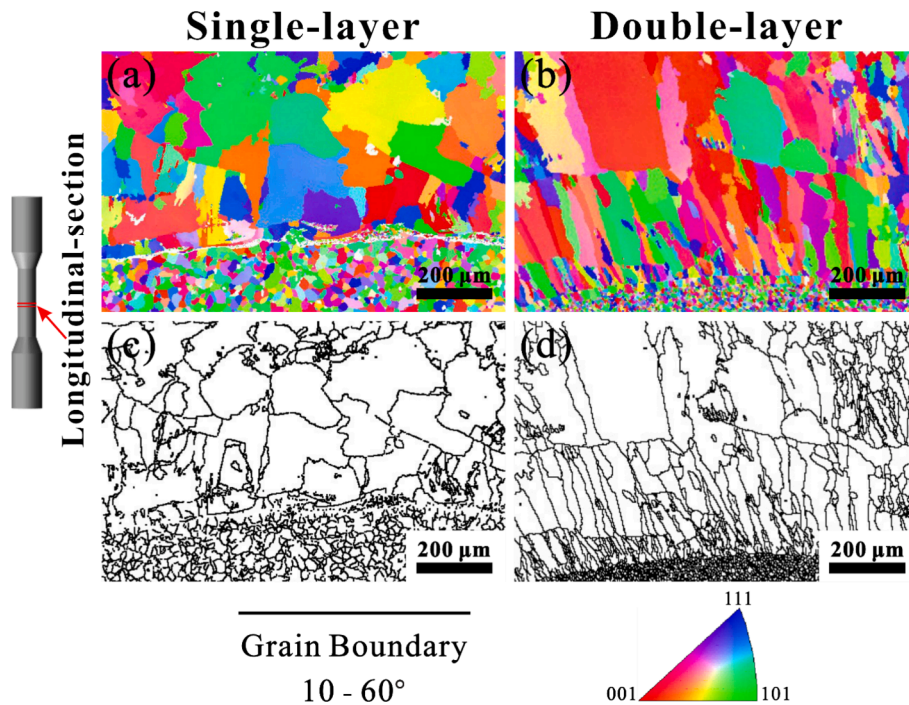 Single-layer
Double-layer
(a)
(b)
Longitudinal-section
200 μm
200 μm
(c)
(d)
200 μm
200 μm
Grain Boundary
10 - 60°
111
001
101